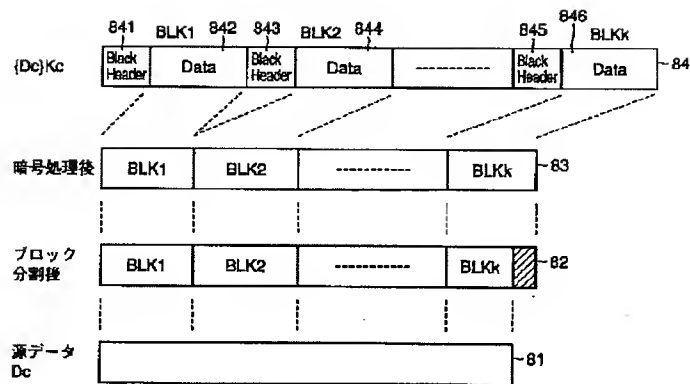 841 BLK1 842 843 BLK2 844 845 846 BLKk
{Dc}Kc Black Header Data Black Header Data Black Header Data 84
暗号処理後 BLK1 BLK2 BLKk 83
ブロック
分割後 BLK1 BLK2 BLKk 82
源データ
Dc 81